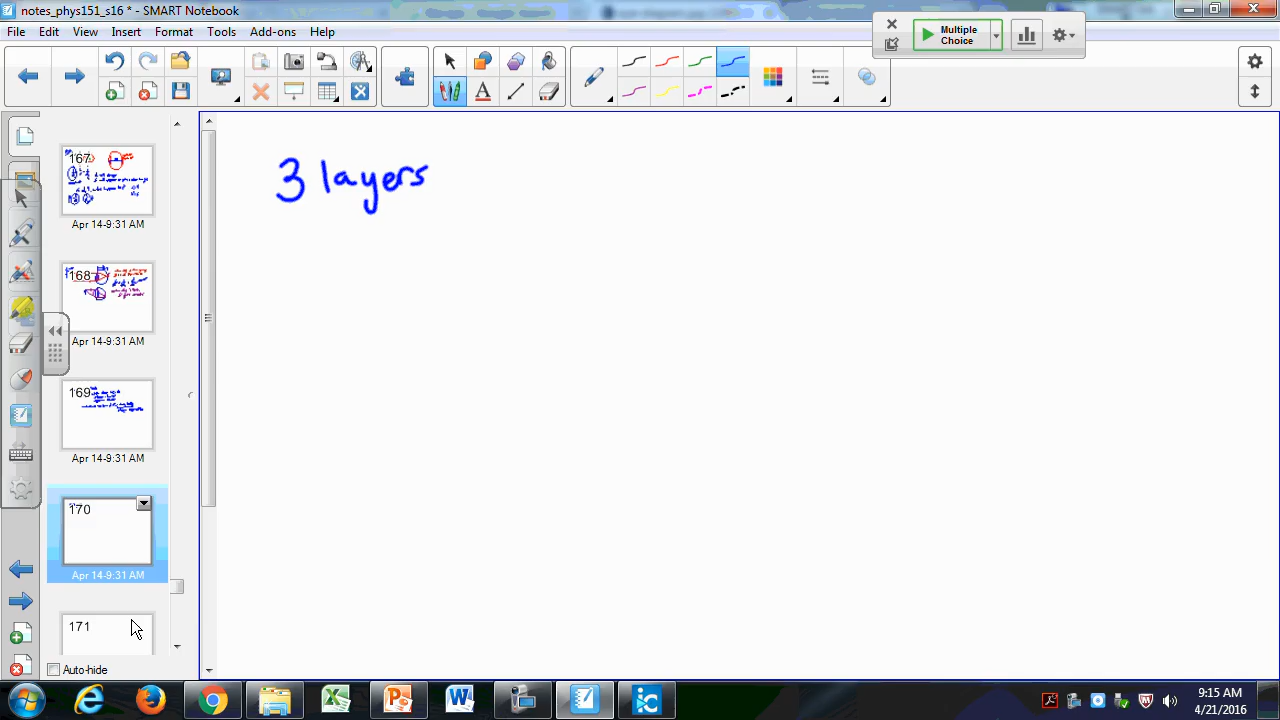 notes_phys151_s16 * - SMART Notebook
File Edit View Insert Format Tools Add-ons Help
Multiple
Choice
3 layers
167
Apr 14-9:31 AM
168
Apr 14-9:31 AM
169
Apr 14-9:31 AM
170
Apr 14-9:31 AM
171
Auto-hide
9:15 AM
4/21/2016